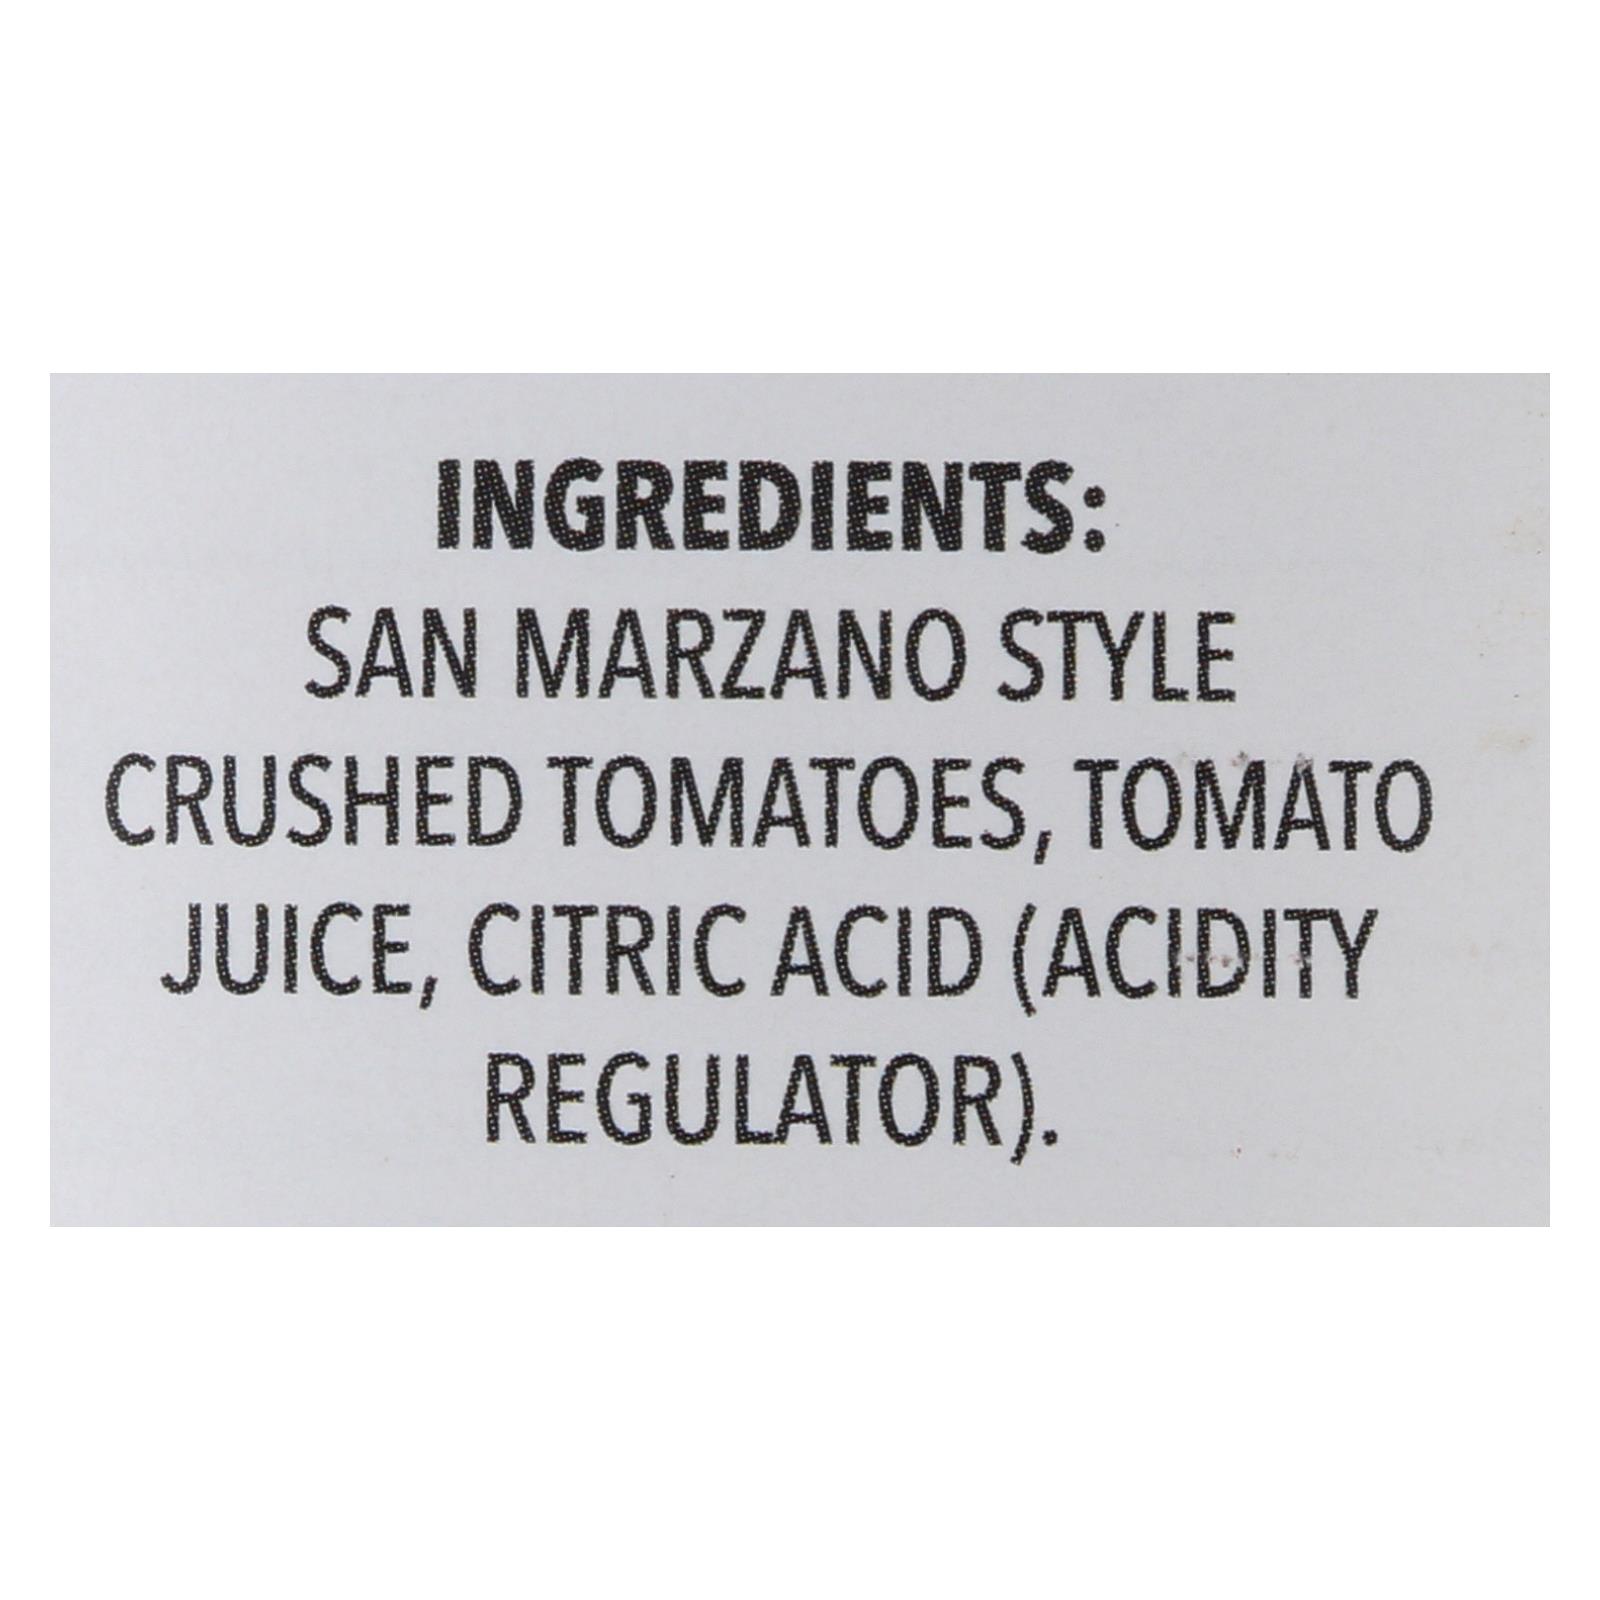 INGREDIENTS:
SAN MARZANO STYLE
CRUSHED TOMATOES, TOMATO
JUICE, CITRIC ACID (ACIDITY
REGULATOR).